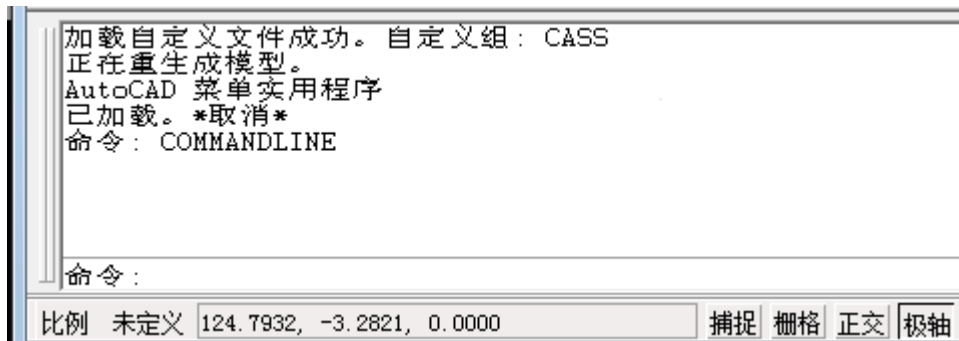 加载自定义文件成功。自定义组: CASS
正在重生成模型。
AutoCAD 菜单实用程序
已加载。*取消*
命令: COMMANDLINE
命令:
比例 未定义 124.7932, -3.2821, 0.0000 捕捉 栅格 正交 极轴